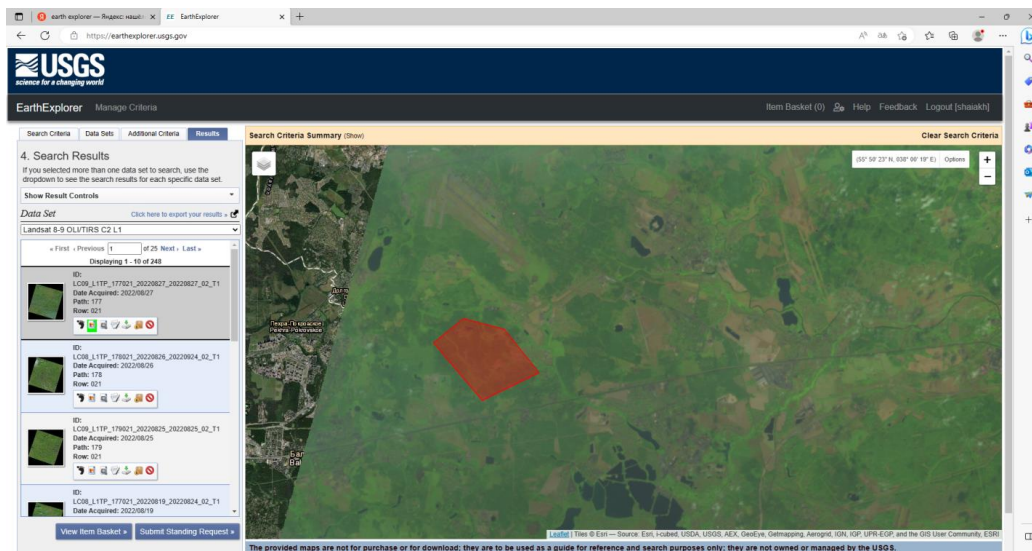 earth explorer — Яндекс: нашёл
EarthExplorer
https://earthexplorer.usgs.gov
USGS
science for a changing world
EarthExplorer Manage Criteria
Item Basket (0) Help Feedback Logout [shaiakh]
Search Criteria Data Sets Additional Criteria Results
4. Search Results
If you selected more than one data set to search, use the
dropdown to see the search results for each specific data set.
Show Result Controls
Data Set Click here to export your results »
Landsat 8-9 OLI/TIRS C2 L1
« First ‹ Previous 1 of 25 Next › Last »
Displaying 1 - 10 of 248
ID:
LC09_L1TP_177021_20220827_20220827_02_T1
Date Acquired: 2022/08/27
Path: 177
Row: 021
ID:
LC08_L1TP_178021_20220826_20220924_02_T1
Date Acquired: 2022/08/26
Path: 178
Row: 021
ID:
LC09_L1TP_179021_20220825_20220825_02_T1
Date Acquired: 2022/08/25
Path: 179
Row: 021
ID:
LC08_L1TP_177021_20220819_20220824_02_T1
Date Acquired: 2022/08/19
View Item Basket » Submit Standing Request »
Search Criteria Summary (Show) Clear Search Criteria
(55° 50' 23" N, 038° 06' 19" E) Options
+
−
Leaflet | Tiles © Esri — Source: Esri, i-cubed, USDA, USGS, AEX, GeoEye, Getmapping, Aerogrid, IGN, IGP, UPR-EGP, and the GIS User Community, ESRI
The provided maps are not for purchase or for download; they are to be used as a guide for reference and search purposes only; they are not owned or managed by the USGS.